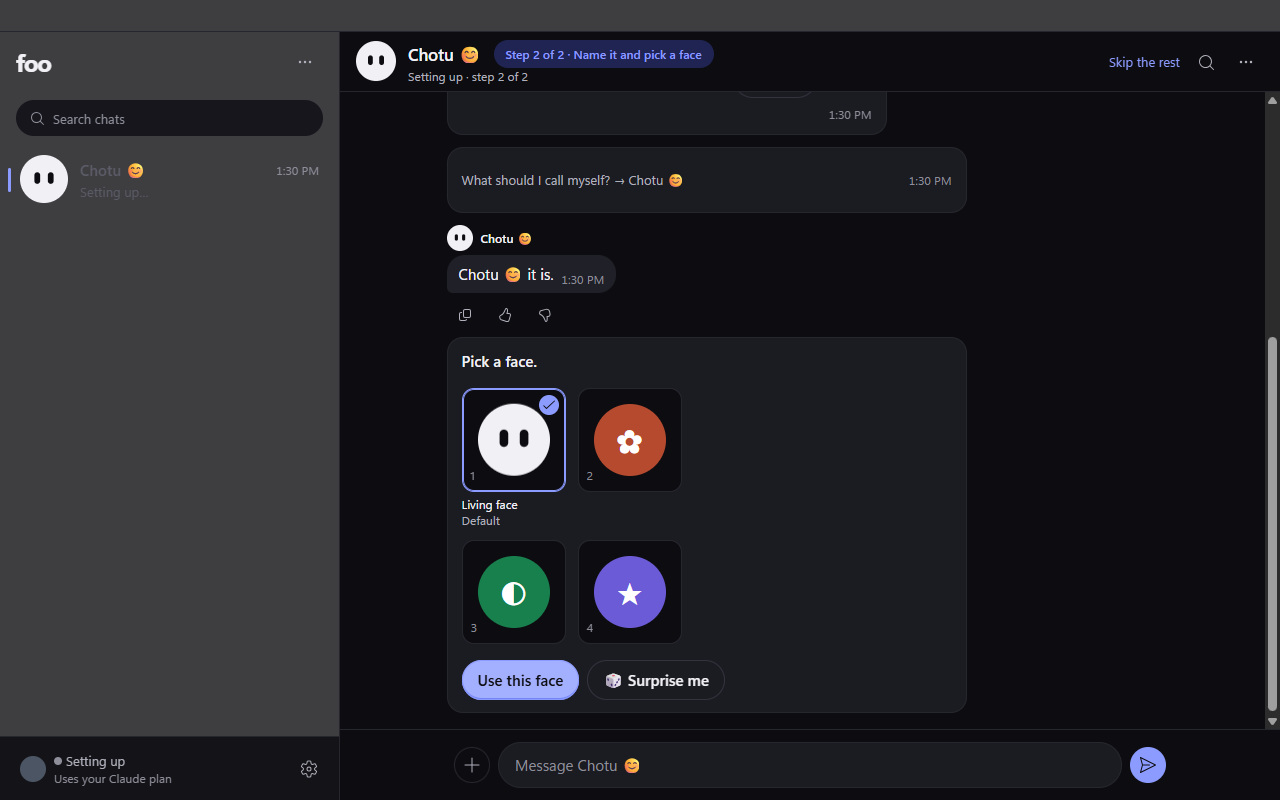 foo
Search chats
Chotu 😊
1:30 PM
Setting up...
Setting up
Uses your Claude plan
Chotu 😊
Step 2 of 2 · Name it and pick a face
Setting up · step 2 of 2
Skip the rest
1:30 PM
What should I call myself? → Chotu 😊
1:30 PM
Chotu 😊
Chotu 😊 it is.
1:30 PM
Pick a face.
1
2
Living face
Default
3
4
Use this face
🎲 Surprise me
Message Chotu 😊